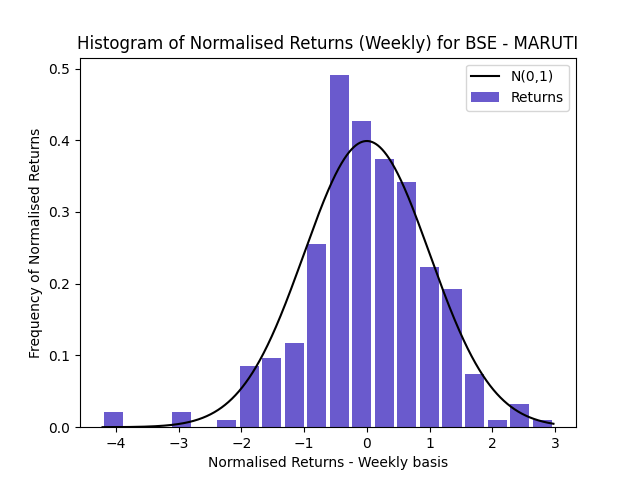 Histogram of Normalised Returns (Weekly) for BSE - MARUTI
N(0,1)
Returns
Frequency of Normalised Returns
0.5
0.4
0.3
0.2
0.1
0.0
−4 −3 −2 −1 0 1 2 3
Normalised Returns - Weekly basis